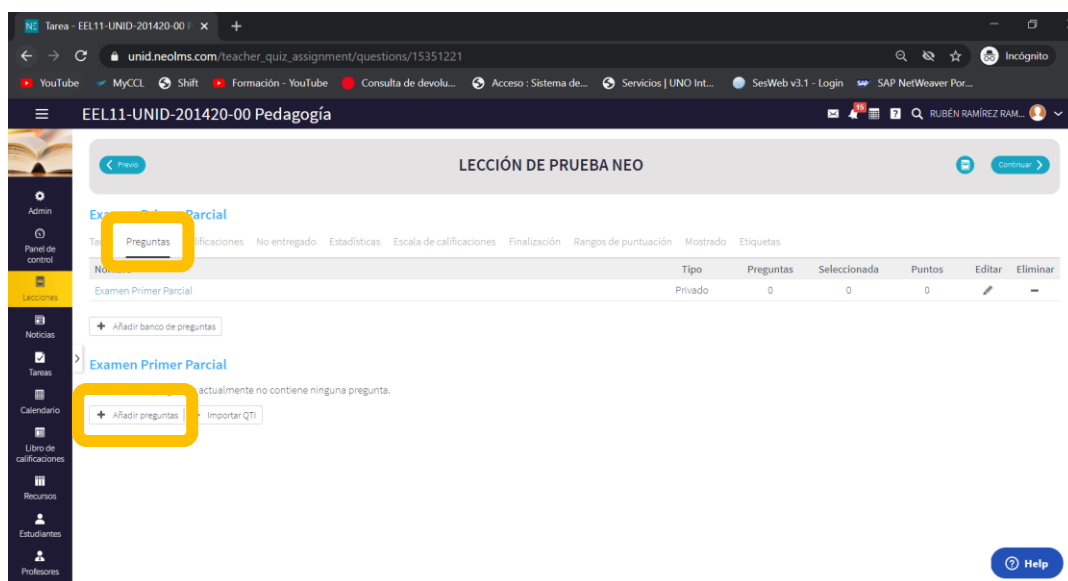 NE Tarea - EEL11-UNID-201420-00 P × +
unid.neolms.com/teacher_quiz_assignment/questions/15351221 Incógnito
YouTube MyCCL Shift Formación - YouTube Consulta de devolu... Acceso : Sistema de... Servicios | UNO Int... SesWeb v3.1 - Login SAP NetWeaver Por...
EEL11-UNID-201420-00 Pedagogía 15 RUBÉN RAMÍREZ RAM...
Previo LECCIÓN DE PRUEBA NEO Continuar
Admin
Panel de control
Lecciones
Noticias
Tareas
Calendario
Libro de calificaciones
Recursos
Estudiantes
Profesores
Parcial
Preguntas No entregado Estadísticas Escala de calificaciones Finalización Rangos de puntuación Mostrado Etiquetas
Tipo Preguntas Seleccionada Puntos Editar Eliminar
Examen Primer Parcial Privado 0 0 0
+ Añadir banco de preguntas
Examen Primer Parcial
actualmente no contiene ninguna pregunta.
+ Añadir preguntas Importar QTI
Help